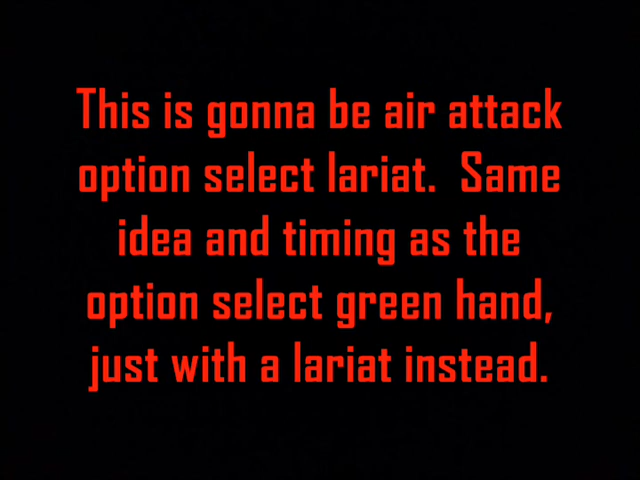 This is gonna be air attack
option select lariat.  Same
idea and timing as the
option select green hand,
just with a lariat instead.